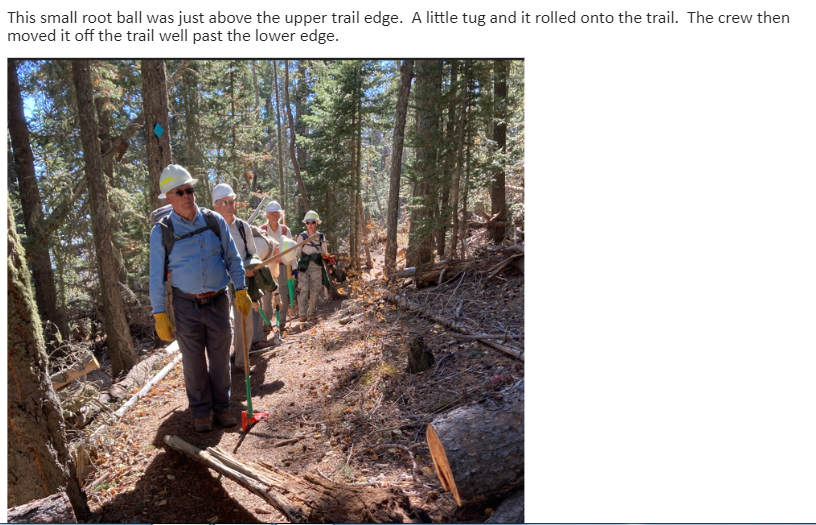 This small root ball was just above the upper trail edge.  A little tug and it rolled onto the trail.  The crew then
moved it off the trail well past the lower edge.